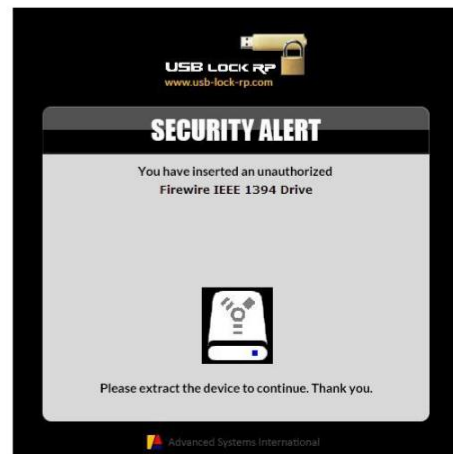 USB LOCK RP
www.usb-lock-rp.com
SECURITY ALERT
You have inserted an unauthorized
Firewire IEEE 1394 Drive
Please extract the device to continue. Thank you.
Advanced Systems International